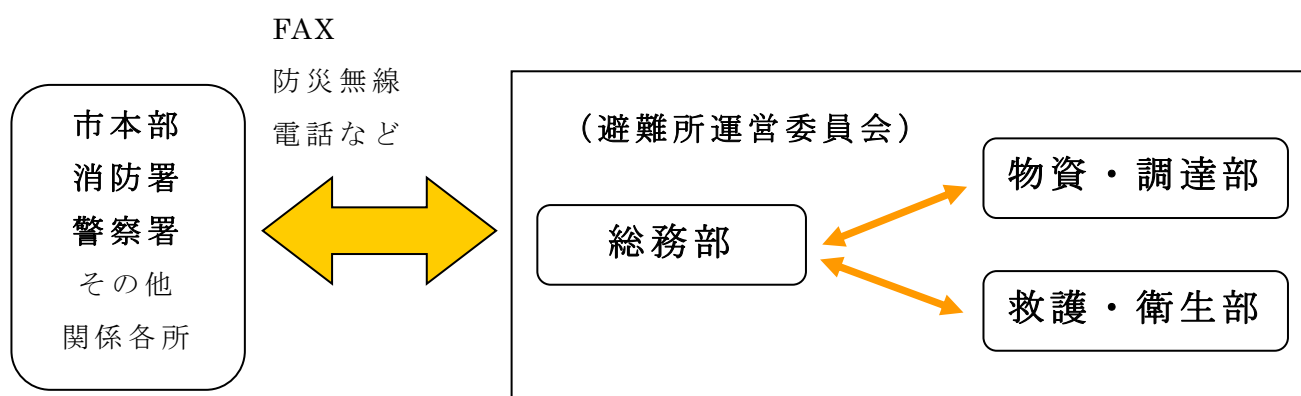 FAX
防災無線
電話など
市本部
消防署
警察署
その他
関係各所
（避難所運営委員会）
総務部
物資・調達部
救護・衛生部